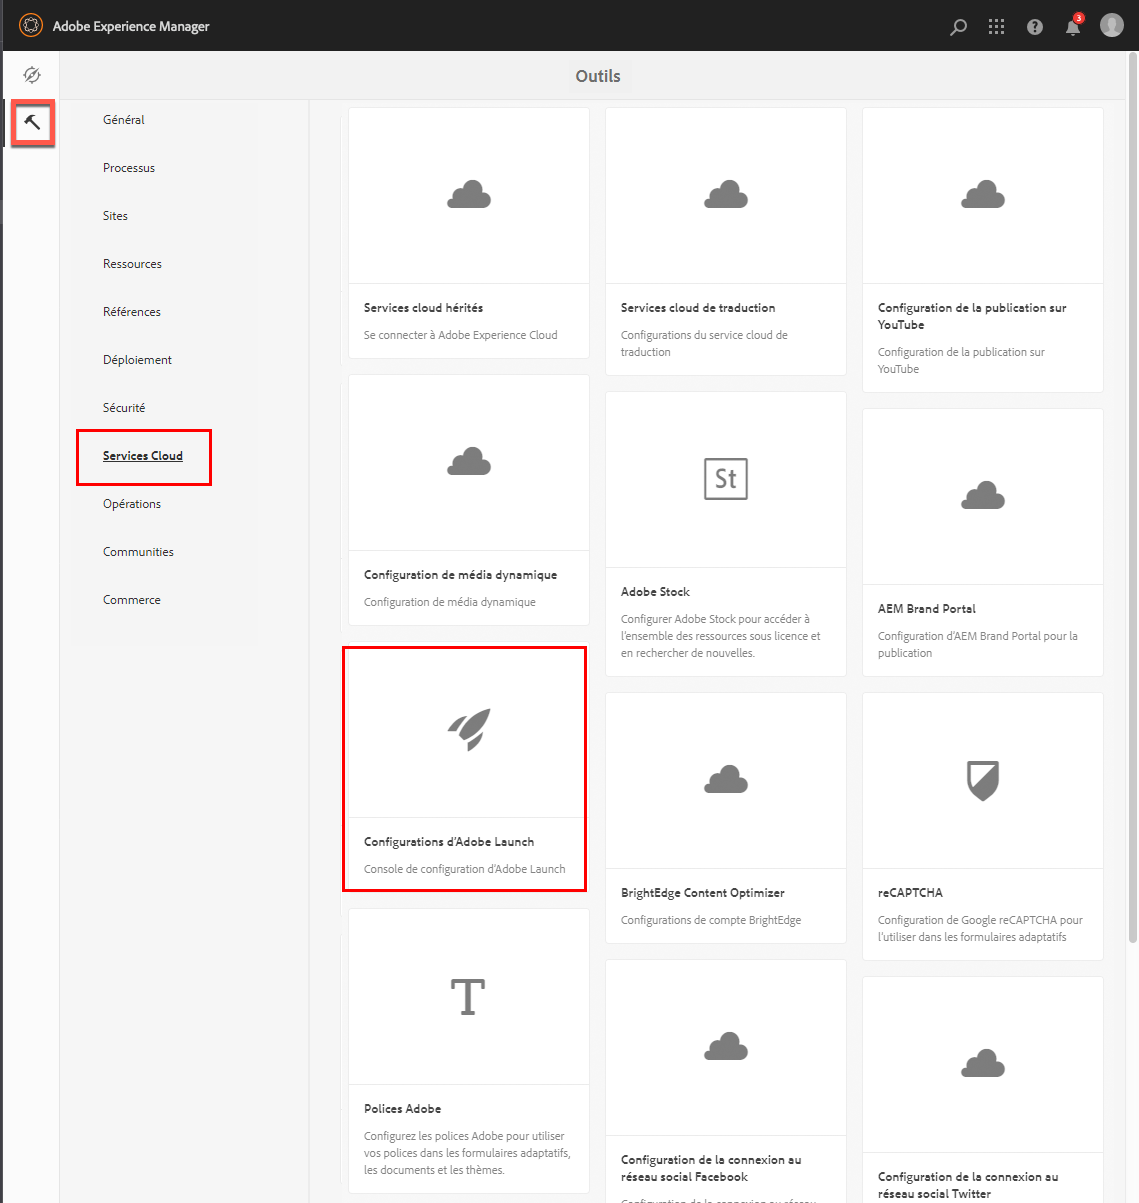 Adobe Experience Manager
3
Outils
Général
Processus
Sites
Ressources
Références
Déploiement
Sécurité
Services Cloud
Opérations
Communities
Commerce
Services cloud hérités
Se connecter à Adobe Experience Cloud
Services cloud de traduction
Configurations du service cloud de
traduction
Configuration de la publication sur
YouTube
Configuration de la publication sur
YouTube
Configuration de média dynamique
Configuration de média dynamique
St
Adobe Stock
Configurer Adobe Stock pour accéder à
l'ensemble des ressources sous licence et
en rechercher de nouvelles.
AEM Brand Portal
Configuration d'AEM Brand Portal pour la
publication
Configurations d'Adobe Launch
Console de configuration d'Adobe Launch
BrightEdge Content Optimizer
Configurations de compte BrightEdge
reCAPTCHA
Configuration de Google reCAPTCHA pour
l'utiliser dans les formulaires adaptatifs
T
Polices Adobe
Configurez les polices Adobe pour utiliser
vos polices dans les formulaires adaptatifs,
les documents et les thèmes.
Configuration de la connexion au
réseau social Facebook
Configuration de la connexion au réseau
Configuration de la connexion au
réseau social Twitter